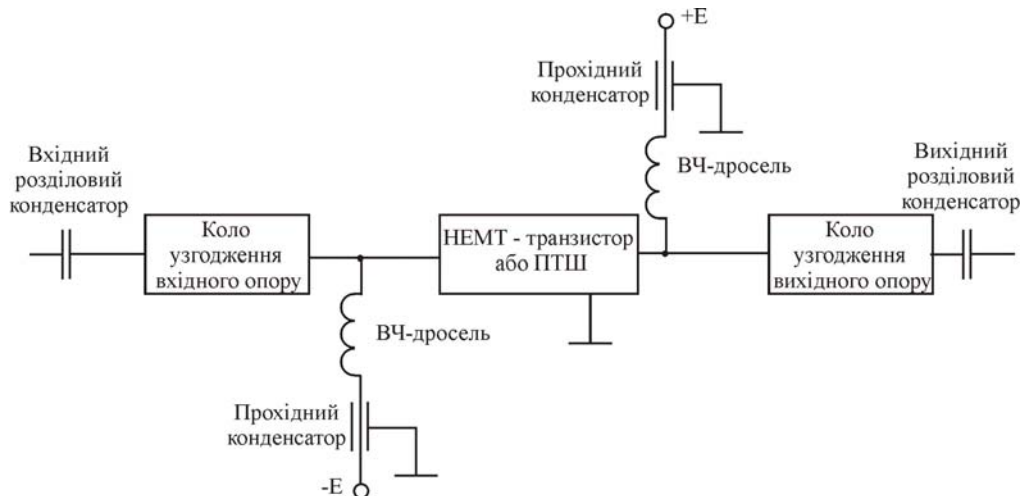 +E
Прохідний
конденсатор
ВЧ-дросель
Вхідний
розділовий
конденсатор
Коло
узгодження
вхідного опору
НЕМТ - транзистор
або ПТШ
Коло
узгодження
вихідного опору
Вихідний
розділовий
конденсатор
ВЧ-дросель
Прохідний
конденсатор
-E